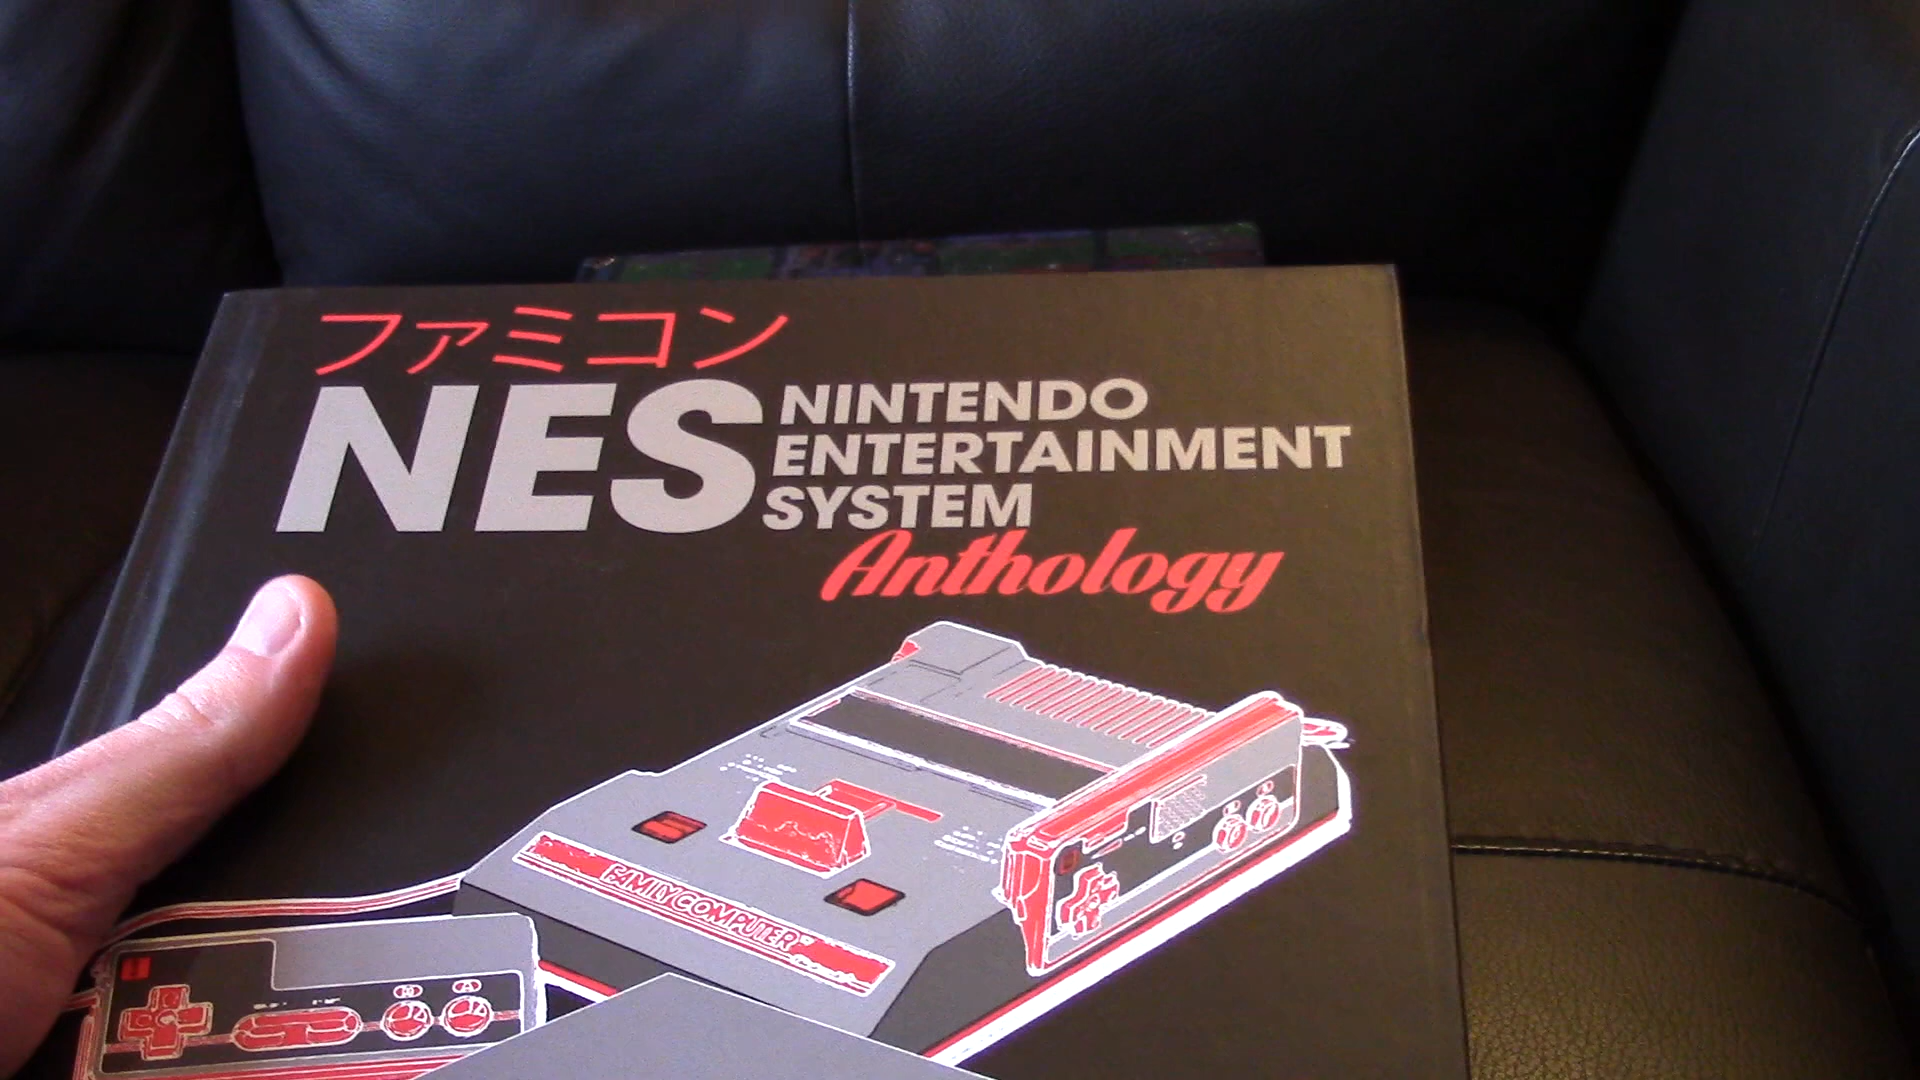 ファミコン
NES
NINTENDO
ENTERTAINMENT
SYSTEM
Anthology
FAMILY COMPUTER
B A